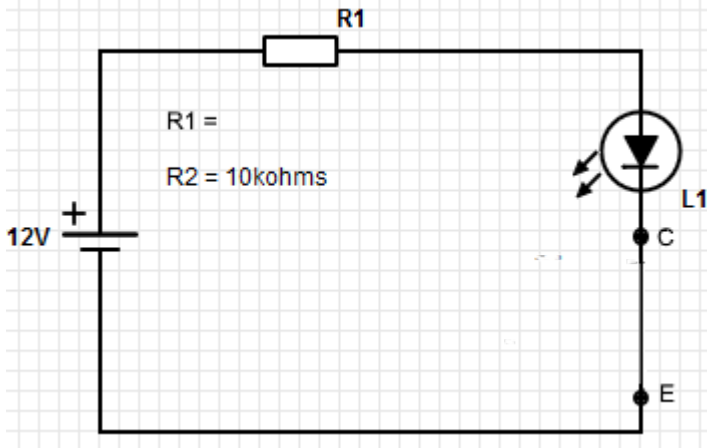 R1
R1 =
R2 = 10kohms
L1
+
12V
C
E